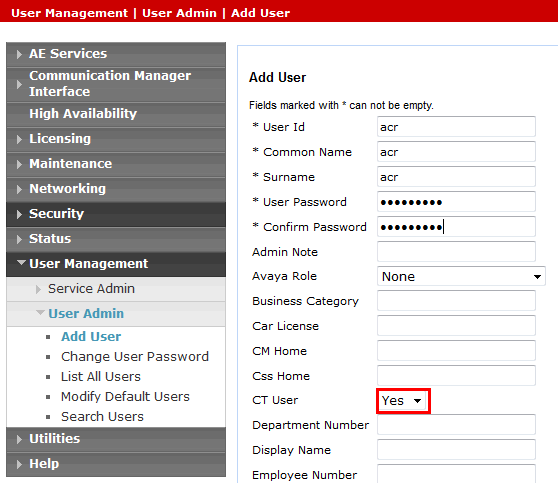 User Management | User Admin | Add User
AE Services
Communication Manager
Interface
High Availability
Licensing
Maintenance
Networking
Security
Status
User Management
Service Admin
User Admin
Add User
Change User Password
List All Users
Modify Default Users
Search Users
Utilities
Help
Add User
Fields marked with * can not be empty.
* User Id acr
* Common Name acr
* Surname acr
* User Password •••••••••
* Confirm Password •••••••••
Admin Note
Avaya Role None
Business Category
Car License
CM Home
Css Home
CT User Yes
Department Number
Display Name
Employee Number